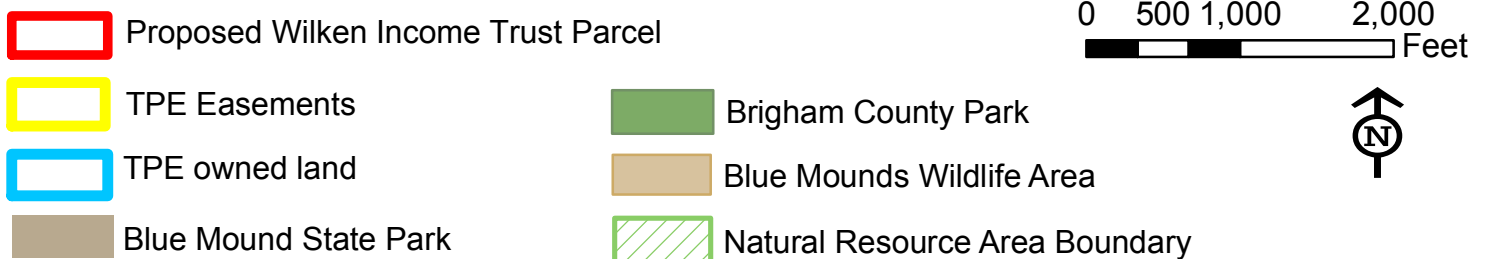 Proposed Wilken Income Trust Parcel
TPE Easements
TPE owned land
Blue Mound State Park
Brigham County Park
Blue Mounds Wildlife Area
Natural Resource Area Boundary
0 500 1,000 2,000
Feet
N